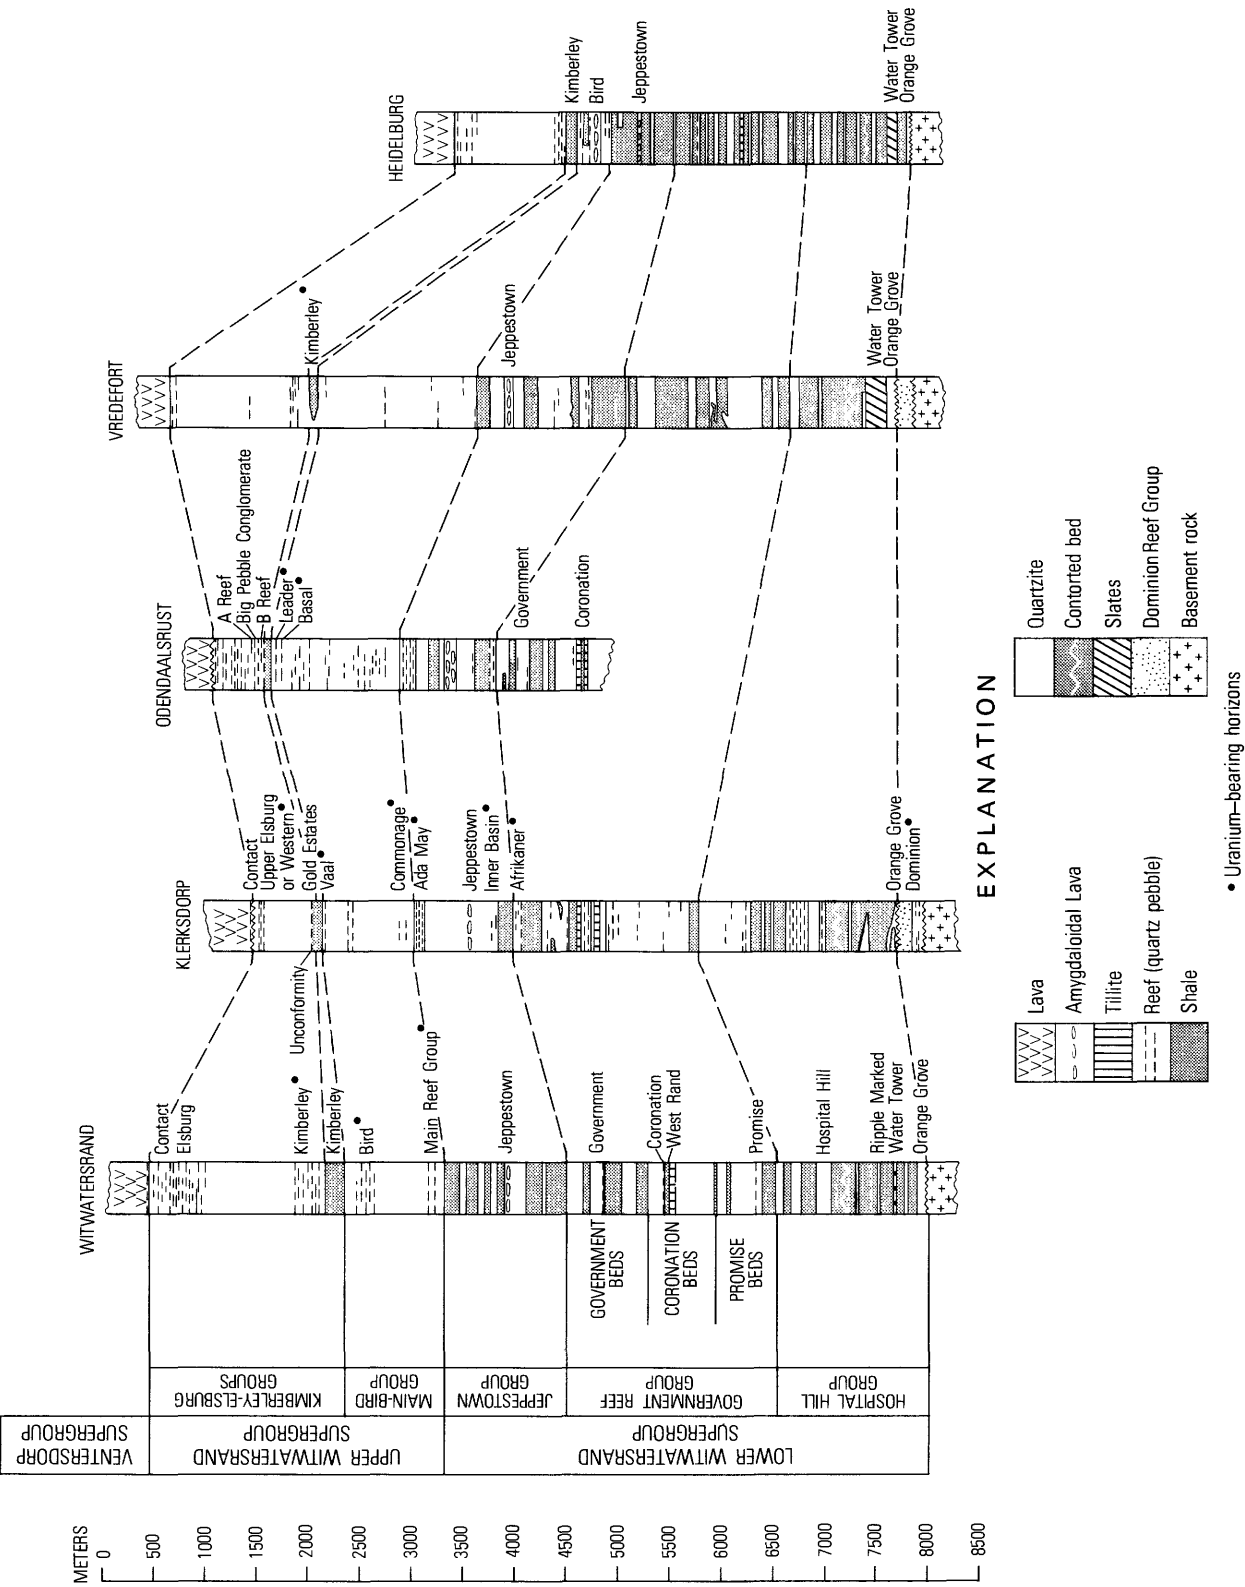 METERS
0
500
1000
1500
2000
2500
3000
3500
4000
4500
5000
5500
6000
6500
7000
7500
8000
8500
VENTERSDORP
SUPERGROUP
UPPER WITWATERSRAND
SUPERGROUP
LOWER WITWATERSRAND
SUPERGROUP
KIMBERLEY-ELSBURG
GROUPS
MAIN-BIRD
GROUP
JEPPESTOWN
GROUP
GOVERNMENT REEF
GROUP
HOSPITAL HILL
GROUP
GOVERNMENT
BEDS
CORONATION
BEDS
PROMISE
BEDS
WITWATERSRAND
Contact
Elsburg
Kimberley
Kimberley
Bird
Main Reef Group
Jeppestown
Government
Coronation
West Rand
Promise
Hospital Hill
Ripple Marked
Water Tower
Orange Grove
Unconformity
KLERKSDORP
Contact
Upper Elsburg
or Western
Gold Estates
Vaal
Commonage
Ada May
Jeppestown
Inner Basin
Afrikaner
Orange Grove
Dominion
ODENDAALSRUST
A Reef
Big Pebble Conglomerate
B Reef
Leader
Basal
Government
Coronation
VREDEFORT
Kimberley
Jeppestown
Water Tower
Orange Grove
HEIDELBURG
Kimberley
Bird
Jeppestown
Water Tower
Orange Grove
EXPLANATION
Lava
Amygdaloidal Lava
Tillite
Reef (quartz pebble)
Shale
Quartzite
Contorted bed
Slates
Dominion Reef Group
Basement rock
• Uranium–bearing horizons